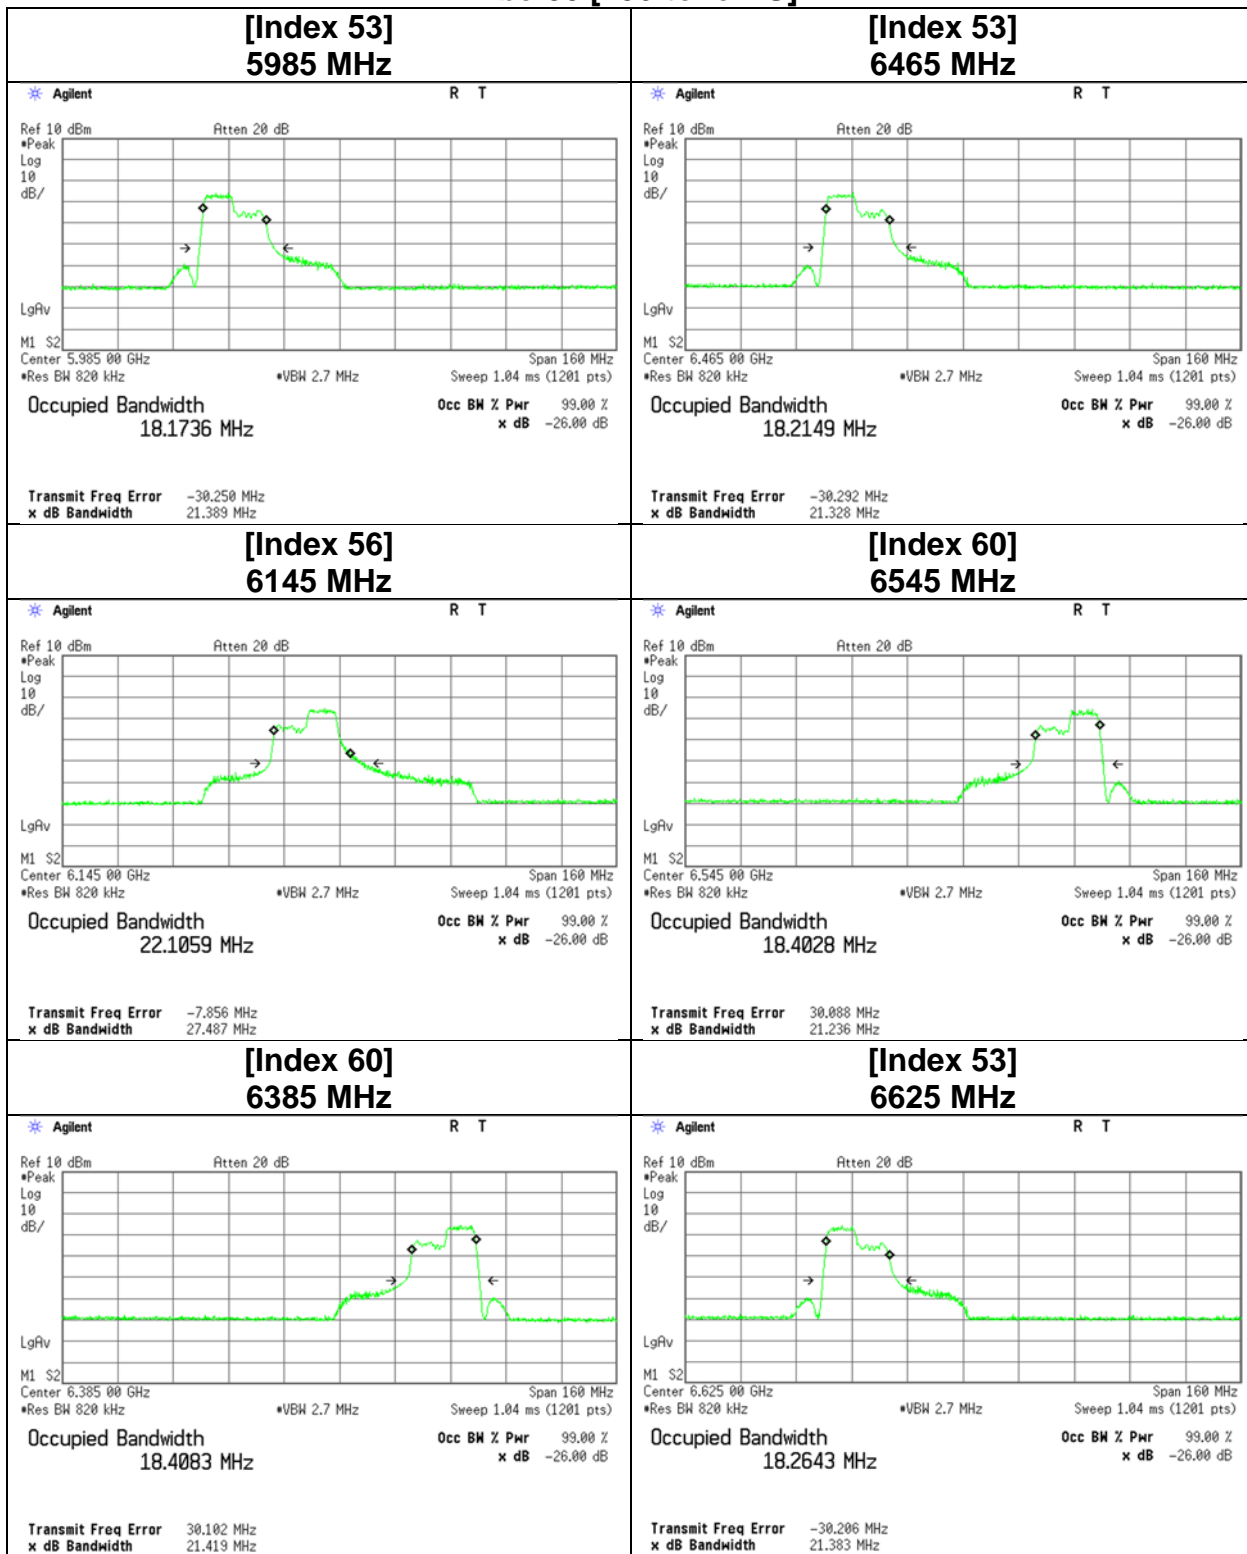 [Index 53]
5985 MHz
Agilent R T
Ref 10 dBm Atten 20 dB
#Peak
Log
10
dB/
LgAv
M1 S2
Center 5.985 00 GHz Span 160 MHz
#Res BW 820 kHz #VBW 2.7 MHz Sweep 1.04 ms (1201 pts)
Occupied Bandwidth Occ BW % Pwr 99.00 %
18.1736 MHz x dB -26.00 dB
Transmit Freq Error -30.250 MHz
x dB Bandwidth 21.389 MHz
[Index 53]
6465 MHz
Agilent R T
Ref 10 dBm Atten 20 dB
#Peak
Log
10
dB/
LgAv
M1 S2
Center 6.465 00 GHz Span 160 MHz
#Res BW 820 kHz #VBW 2.7 MHz Sweep 1.04 ms (1201 pts)
Occupied Bandwidth Occ BW % Pwr 99.00 %
18.2149 MHz x dB -26.00 dB
Transmit Freq Error -30.292 MHz
x dB Bandwidth 21.328 MHz
[Index 56]
6145 MHz
Agilent R T
Ref 10 dBm Atten 20 dB
#Peak
Log
10
dB/
LgAv
M1 S2
Center 6.145 00 GHz Span 160 MHz
#Res BW 820 kHz #VBW 2.7 MHz Sweep 1.04 ms (1201 pts)
Occupied Bandwidth Occ BW % Pwr 99.00 %
22.1059 MHz x dB -26.00 dB
Transmit Freq Error -7.856 MHz
x dB Bandwidth 27.487 MHz
[Index 60]
6545 MHz
Agilent R T
Ref 10 dBm Atten 20 dB
#Peak
Log
10
dB/
LgAv
M1 S2
Center 6.545 00 GHz Span 160 MHz
#Res BW 820 kHz #VBW 2.7 MHz Sweep 1.04 ms (1201 pts)
Occupied Bandwidth Occ BW % Pwr 99.00 %
18.4028 MHz x dB -26.00 dB
Transmit Freq Error 30.088 MHz
x dB Bandwidth 21.236 MHz
[Index 60]
6385 MHz
Agilent R T
Ref 10 dBm Atten 20 dB
#Peak
Log
10
dB/
LgAv
M1 S2
Center 6.385 00 GHz Span 160 MHz
#Res BW 820 kHz #VBW 2.7 MHz Sweep 1.04 ms (1201 pts)
Occupied Bandwidth Occ BW % Pwr 99.00 %
18.4083 MHz x dB -26.00 dB
Transmit Freq Error 30.102 MHz
x dB Bandwidth 21.419 MHz
[Index 53]
6625 MHz
Agilent R T
Ref 10 dBm Atten 20 dB
#Peak
Log
10
dB/
LgAv
M1 S2
Center 6.625 00 GHz Span 160 MHz
#Res BW 820 kHz #VBW 2.7 MHz Sweep 1.04 ms (1201 pts)
Occupied Bandwidth Occ BW % Pwr 99.00 %
18.2643 MHz x dB -26.00 dB
Transmit Freq Error -30.206 MHz
x dB Bandwidth 21.383 MHz